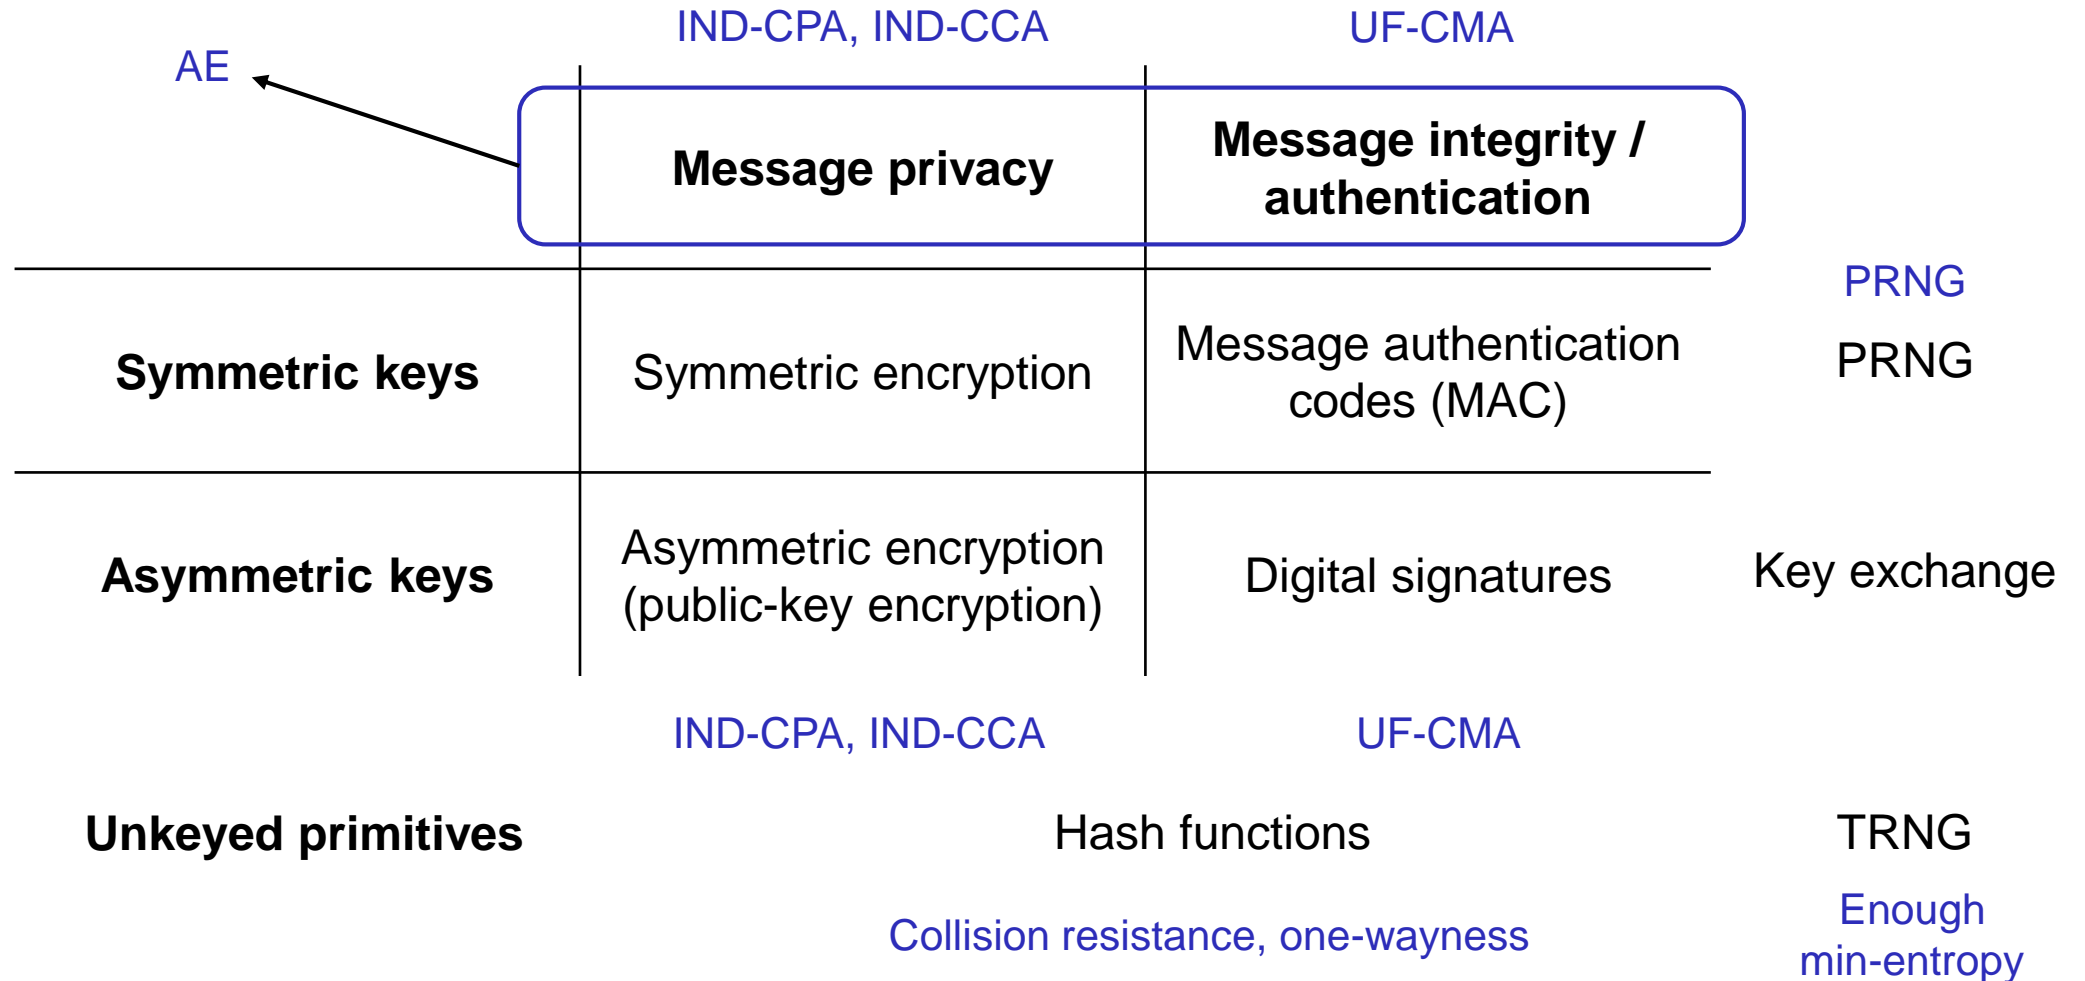 IND-CPA, IND-CCA
UF-CMA
AE
Message privacy
Message integrity /
authentication
PRNG
Symmetric keys
Symmetric encryption
Message authentication
codes (MAC)
PRNG
Asymmetric keys
Asymmetric encryption
(public-key encryption)
Digital signatures
Key exchange
IND-CPA, IND-CCA
UF-CMA
Unkeyed primitives
Hash functions
TRNG
Collision resistance, one-wayness
Enough
min-entropy